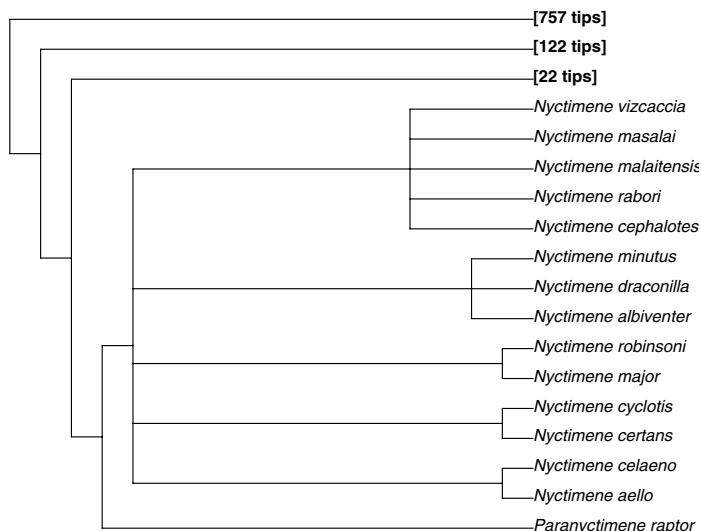 [757 tips]
[122 tips]
[22 tips]
Nyctimene vizcaccia
Nyctimene masalai
Nyctimene malaitensis
Nyctimene rabori
Nyctimene cephalotes
Nyctimene minutus
Nyctimene draconilla
Nyctimene albiventer
Nyctimene robinsoni
Nyctimene major
Nyctimene cyclotis
Nyctimene certans
Nyctimene celaeno
Nyctimene aello
Paranyctimene raptor